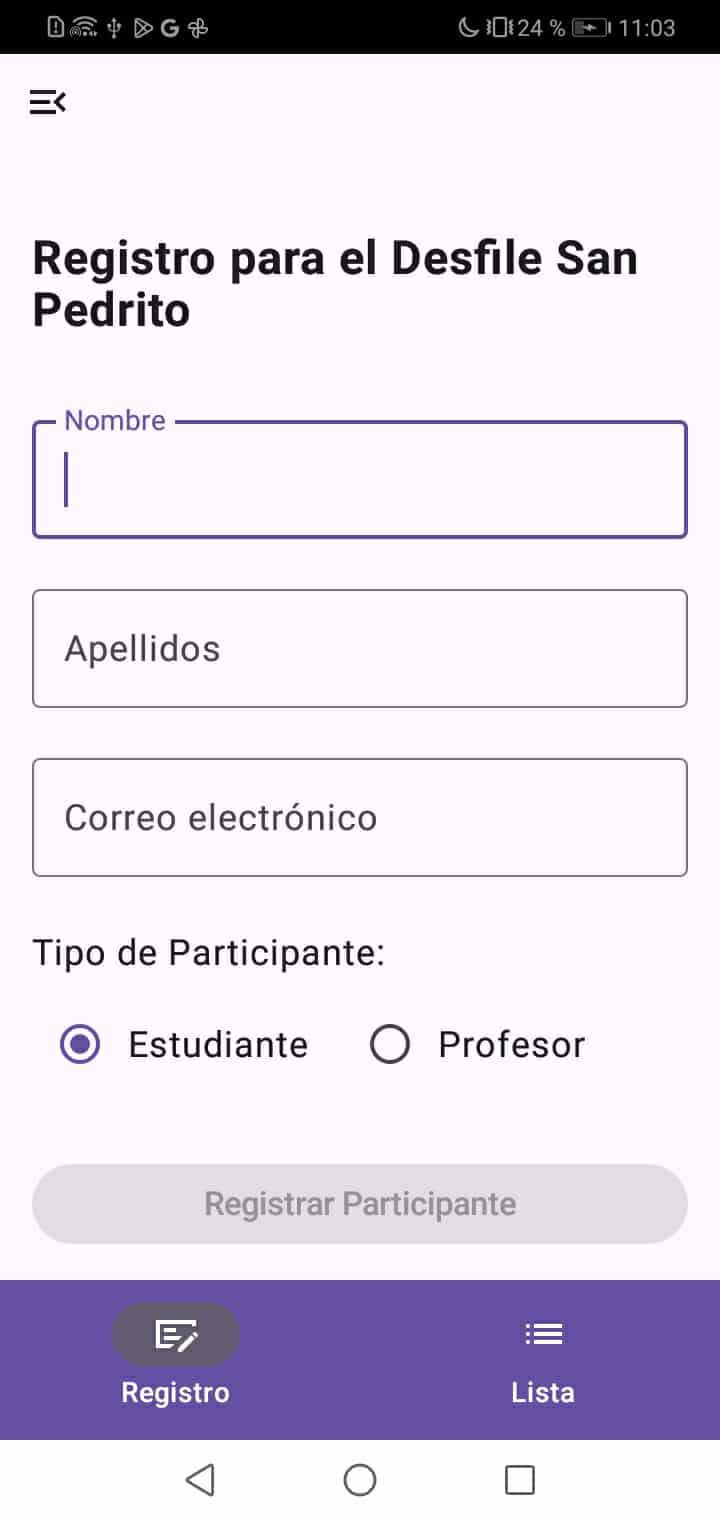 24 % 11:03
Registro para el Desfile San
Pedrito
Nombre
Apellidos
Correo electrónico
Tipo de Participante:
Estudiante Profesor
Registrar Participante
Registro Lista